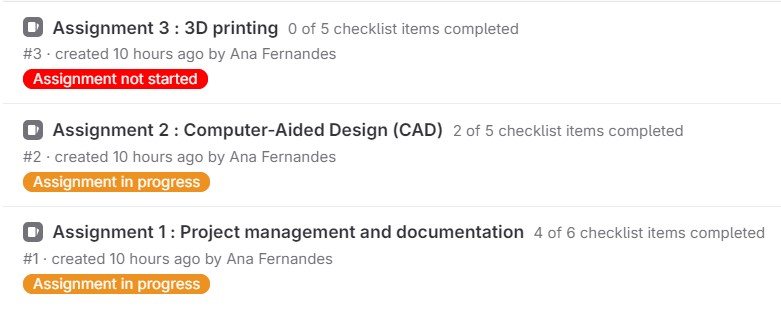 Assignment 3 : 3D printing 0 of 5 checklist items completed
#3 · created 10 hours ago by Ana Fernandes
Assignment not started
Assignment 2 : Computer-Aided Design (CAD) 2 of 5 checklist items completed
#2 · created 10 hours ago by Ana Fernandes
Assignment in progress
Assignment 1 : Project management and documentation 4 of 6 checklist items completed
#1 · created 10 hours ago by Ana Fernandes
Assignment in progress